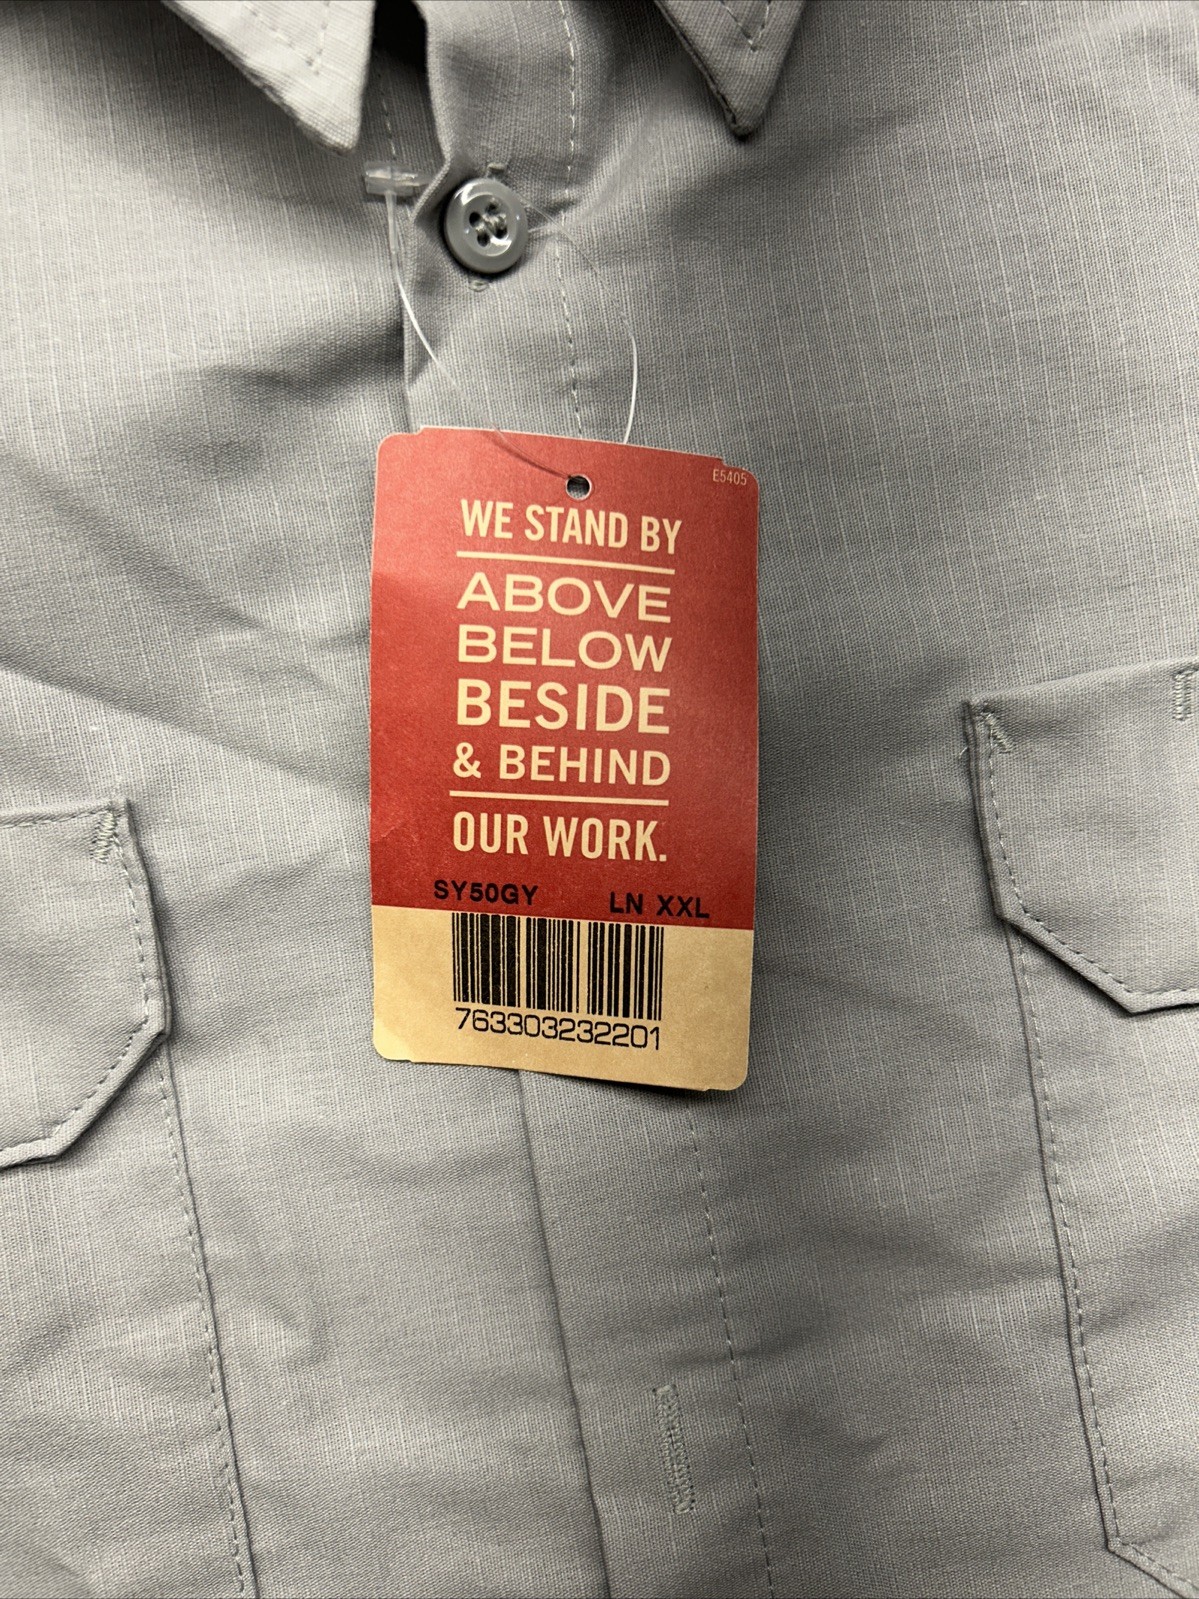 E5405
WE STAND BY
ABOVE
BELOW
BESIDE
& BEHIND
OUR WORK.
SY50GY LN XXL
763303232201